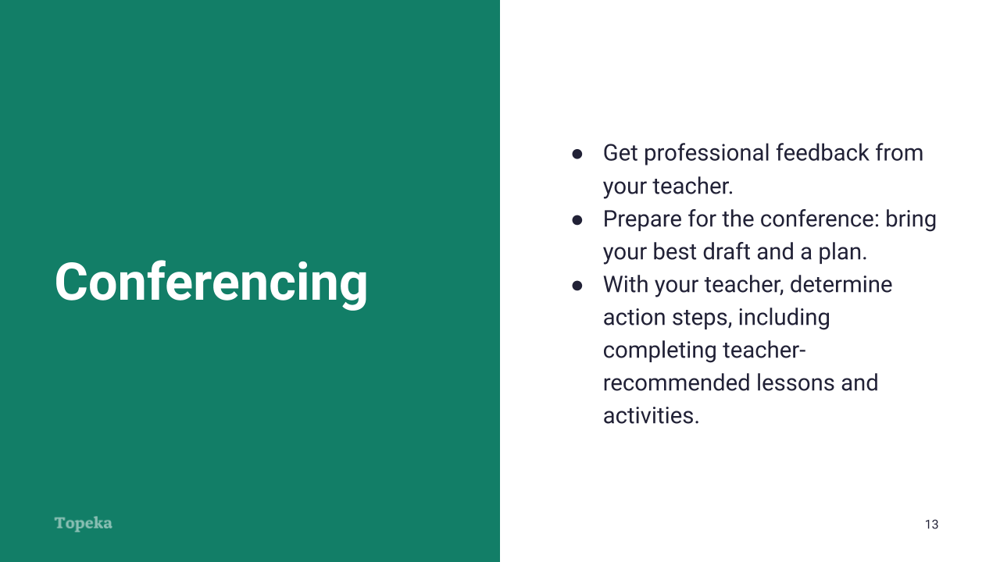 Conferencing
● Get professional feedback from
your teacher.
● Prepare for the conference: bring
your best draft and a plan.
● With your teacher, determine
action steps, including
completing teacher-
recommended lessons and
activities.
Topeka
13